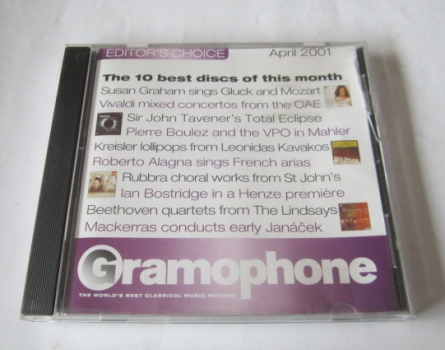 EDITOR'S CHOICE April 2001
The 10 best discs of this month
Susan Graham sings Gluck and Mozart
Vivaldi mixed concertos from the OAE
Sir John Tavener's Total Eclipse
Pierre Boulez and the VPO in Mahler
Kreisler lollipops from Leonidas Kavakos
Roberto Alagna sings French arias
Rubbra choral works from St John's
Ian Bostridge in a Henze première
Beethoven quartets from The Lindsays
Mackerras conducts early Janáček
Gramophone
THE WORLD'S BEST CLASSICAL MUSIC REVIEWS